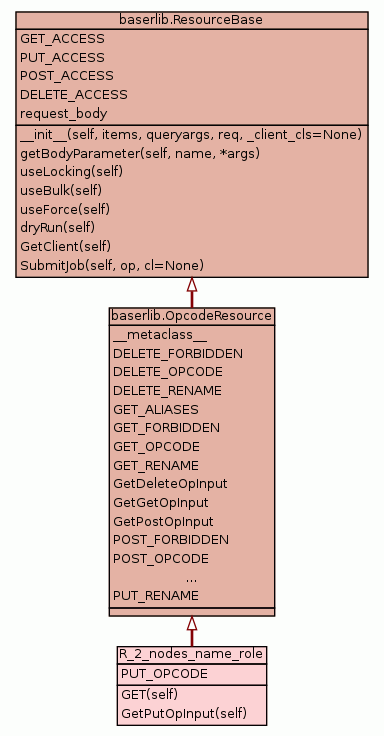 baserlib.ResourceBase
GET_ACCESS
PUT_ACCESS
POST_ACCESS
DELETE_ACCESS
request_body
__init__(self, items, queryargs, req, _client_cls=None)
getBodyParameter(self, name, *args)
useLocking(self)
useBulk(self)
useForce(self)
dryRun(self)
GetClient(self)
SubmitJob(self, op, cl=None)
baserlib.OpcodeResource
__metaclass__
DELETE_FORBIDDEN
DELETE_OPCODE
DELETE_RENAME
GET_ALIASES
GET_FORBIDDEN
GET_OPCODE
GET_RENAME
GetDeleteOpInput
GetGetOpInput
GetPostOpInput
POST_FORBIDDEN
POST_OPCODE
...
PUT_RENAME
R_2_nodes_name_role
PUT_OPCODE
GET(self)
GetPutOpInput(self)